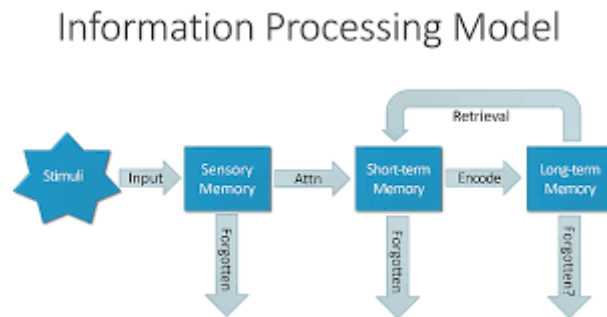 Information Processing Model
Retrieval
Stimuli
Input
Sensory
Memory
Attn
Short-term
Memory
Encode
Long-term
Memory
Forgotten
Forgotten
Forgotten?